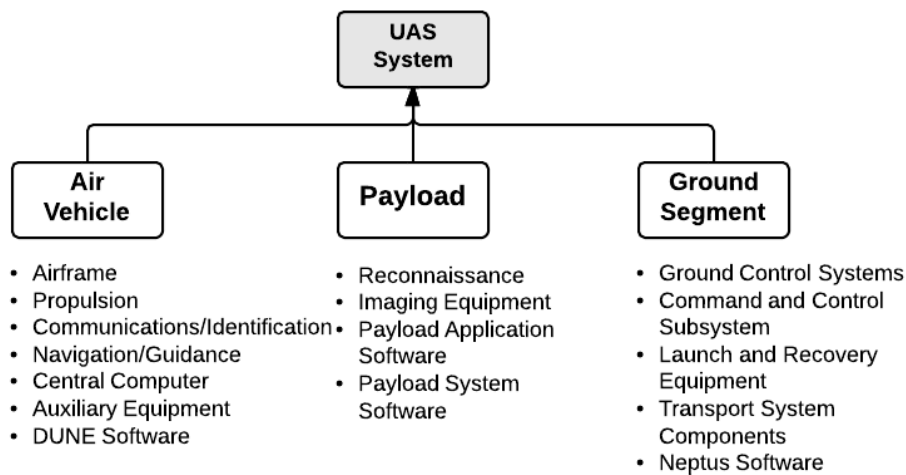 UAS
System
Air
Vehicle
Payload
Ground
Segment
• Airframe
• Propulsion
• Communications/Identification
• Navigation/Guidance
• Central Computer
• Auxiliary Equipment
• DUNE Software
• Reconnaissance
• Imaging Equipment
• Payload Application
Software
• Payload System
Software
• Ground Control Systems
• Command and Control
Subsystem
• Launch and Recovery
Equipment
• Transport System
Components
• Neptus Software